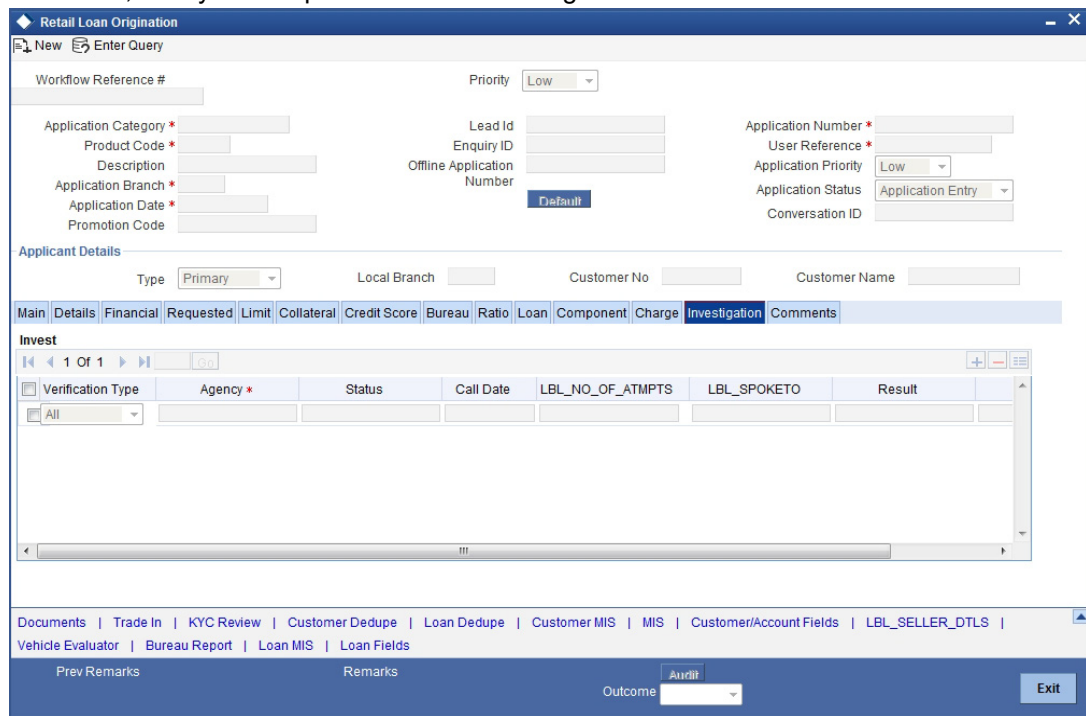 Retail Loan Origination
New Enter Query
Workflow Reference # Priority Low
Application Category * Lead Id Application Number *
Product Code * Enquiry ID User Reference *
Description Offline Application Number Application Priority Low
Application Branch * Application Status Application Entry
Application Date * Default Conversation ID
Promotion Code
Applicant Details
Type Primary Local Branch Customer No Customer Name
Main Details Financial Requested Limit Collateral Credit Score Bureau Ratio Loan Component Charge Investigation Comments
Invest
1 Of 1 Go
Verification Type Agency * Status Call Date LBL_NO_OF_ATMPTS LBL_SPOKETO Result
All
Documents | Trade In | KYC Review | Customer Dedupe | Loan Dedupe | Customer MIS | MIS | Customer/Account Fields | LBL_SELLER_DTLS |
Vehicle Evaluator | Bureau Report | Loan MIS | Loan Fields
Prev Remarks Remarks Audit
Outcome Exit